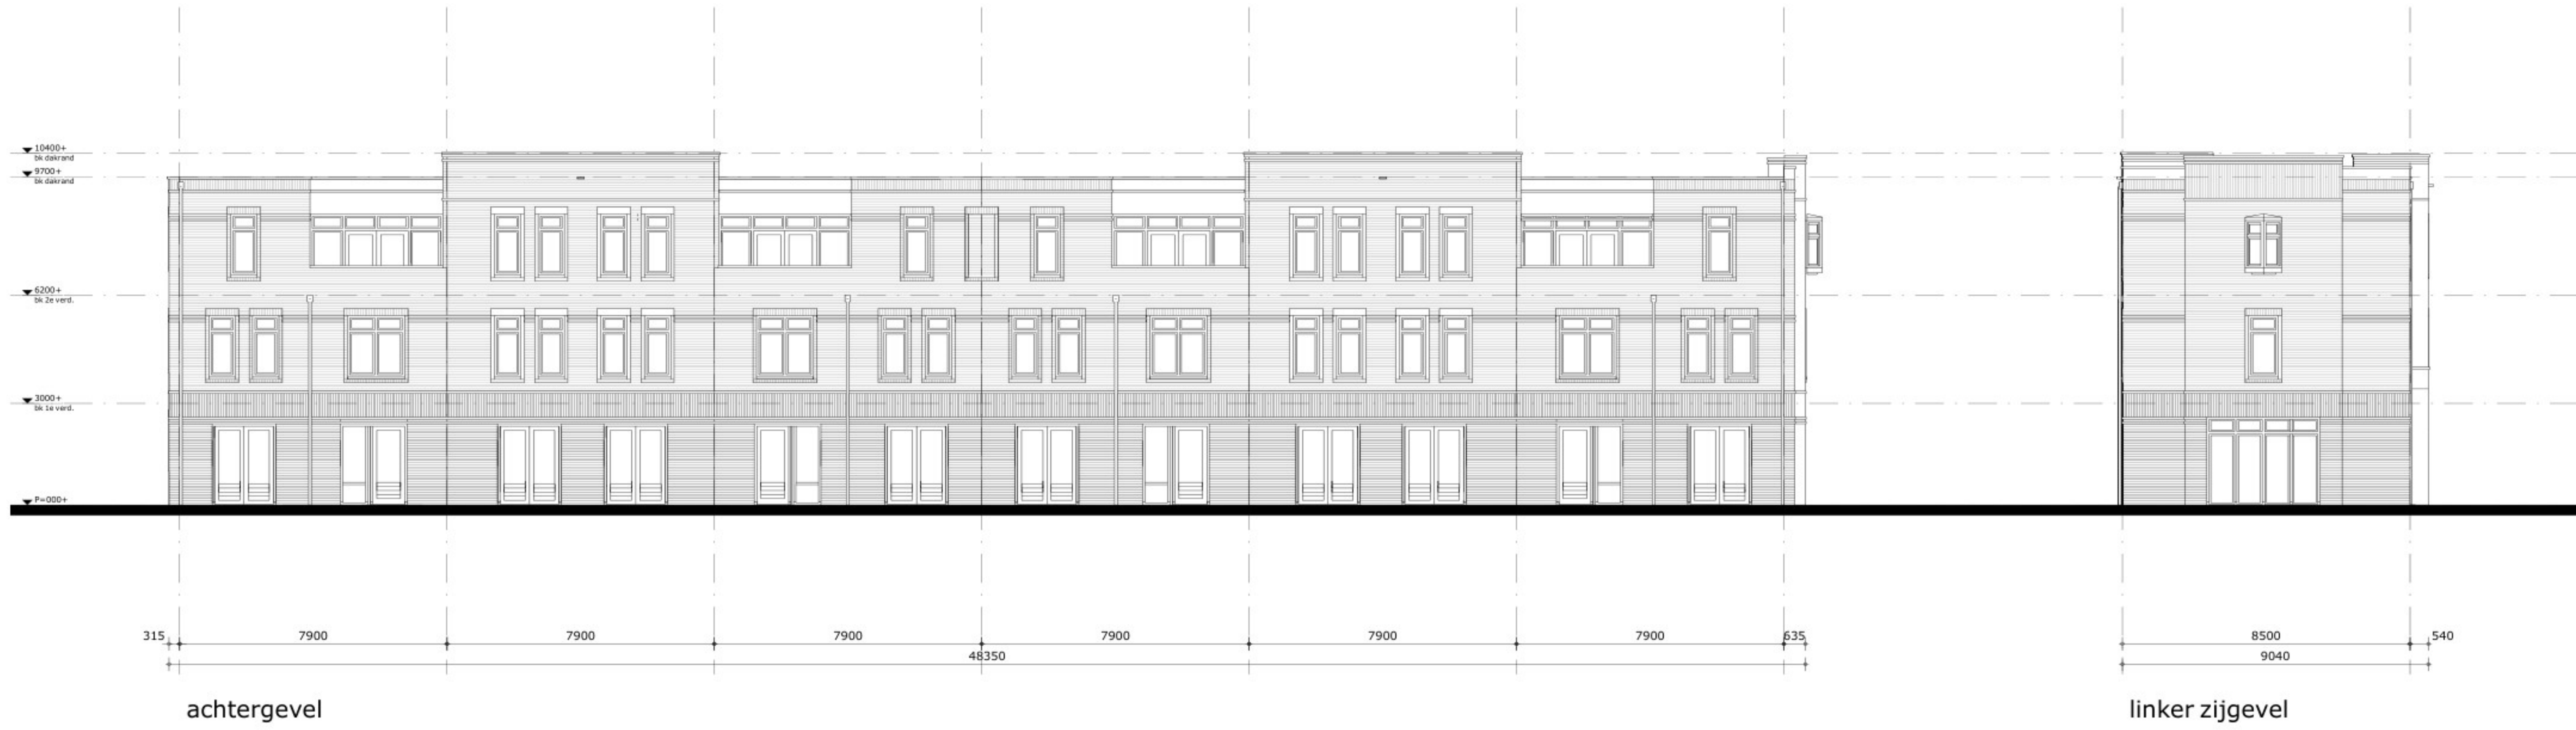 10400+
bk dakrand
9700+
bk dakrand
6200+
bk 2e verd.
3000+
bk 1e verd.
P=000+
315 7900 7900 7900 7900 7900 7900 635 8500 540
48350 9040
achtergevel linker zijgevel